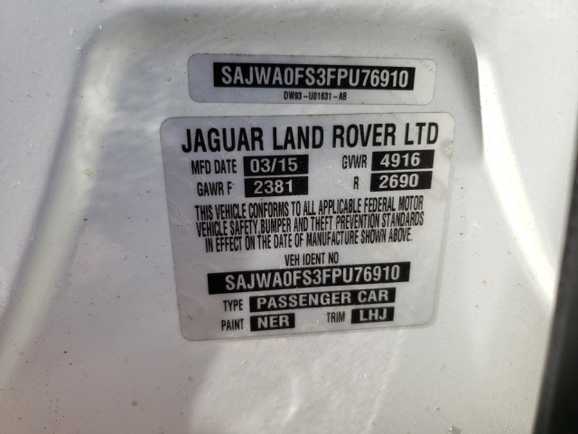 SAJWA0FS3FPU76910
DW93-U01831-AB
JAGUAR LAND ROVER LTD
MFD DATE 03/15 GVWR 4916
GAWR F 2381 R 2690
THIS VEHICLE CONFORMS TO ALL APPLICABLE FEDERAL MOTOR
VEHICLE SAFETY,BUMPER AND THEFT PREVENTION STANDARDS
IN EFFECT ON THE DATE OF MANUFACTURE SHOWN ABOVE.
VEH IDENT NO
SAJWA0FS3FPU76910
TYPE PASSENGER CAR
PAINT NER TRIM LHJ